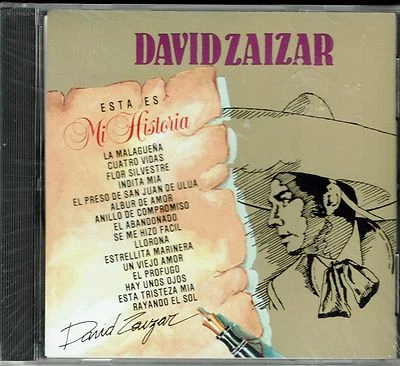 DAVID ZAIZAR
ESTA ES
Mi Historia
LA MALAGUEÑA
CUATRO VIDAS
FLOR SILVESTRE
INDITA MIA
EL PRESO DE SAN JUAN DE ULUA
ALBUR DE AMOR
ANILLO DE COMPROMISO
EL ABANDONADO
SE ME HIZO FACIL
LLORONA
ESTRELLITA MARINERA
UN VIEJO AMOR
EL PROFUGO
HAY UNOS OJOS
ESTA TRISTEZA MIA
RAYANDO EL SOL
David Zaizar